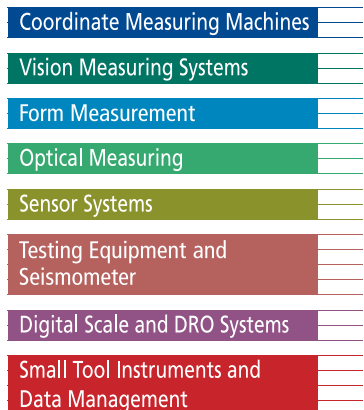 Coordinate Measuring Machines
Vision Measuring Systems
Form Measurement
Optical Measuring
Sensor Systems
Testing Equipment and
Seismometer
Digital Scale and DRO Systems
Small Tool Instruments and
Data Management